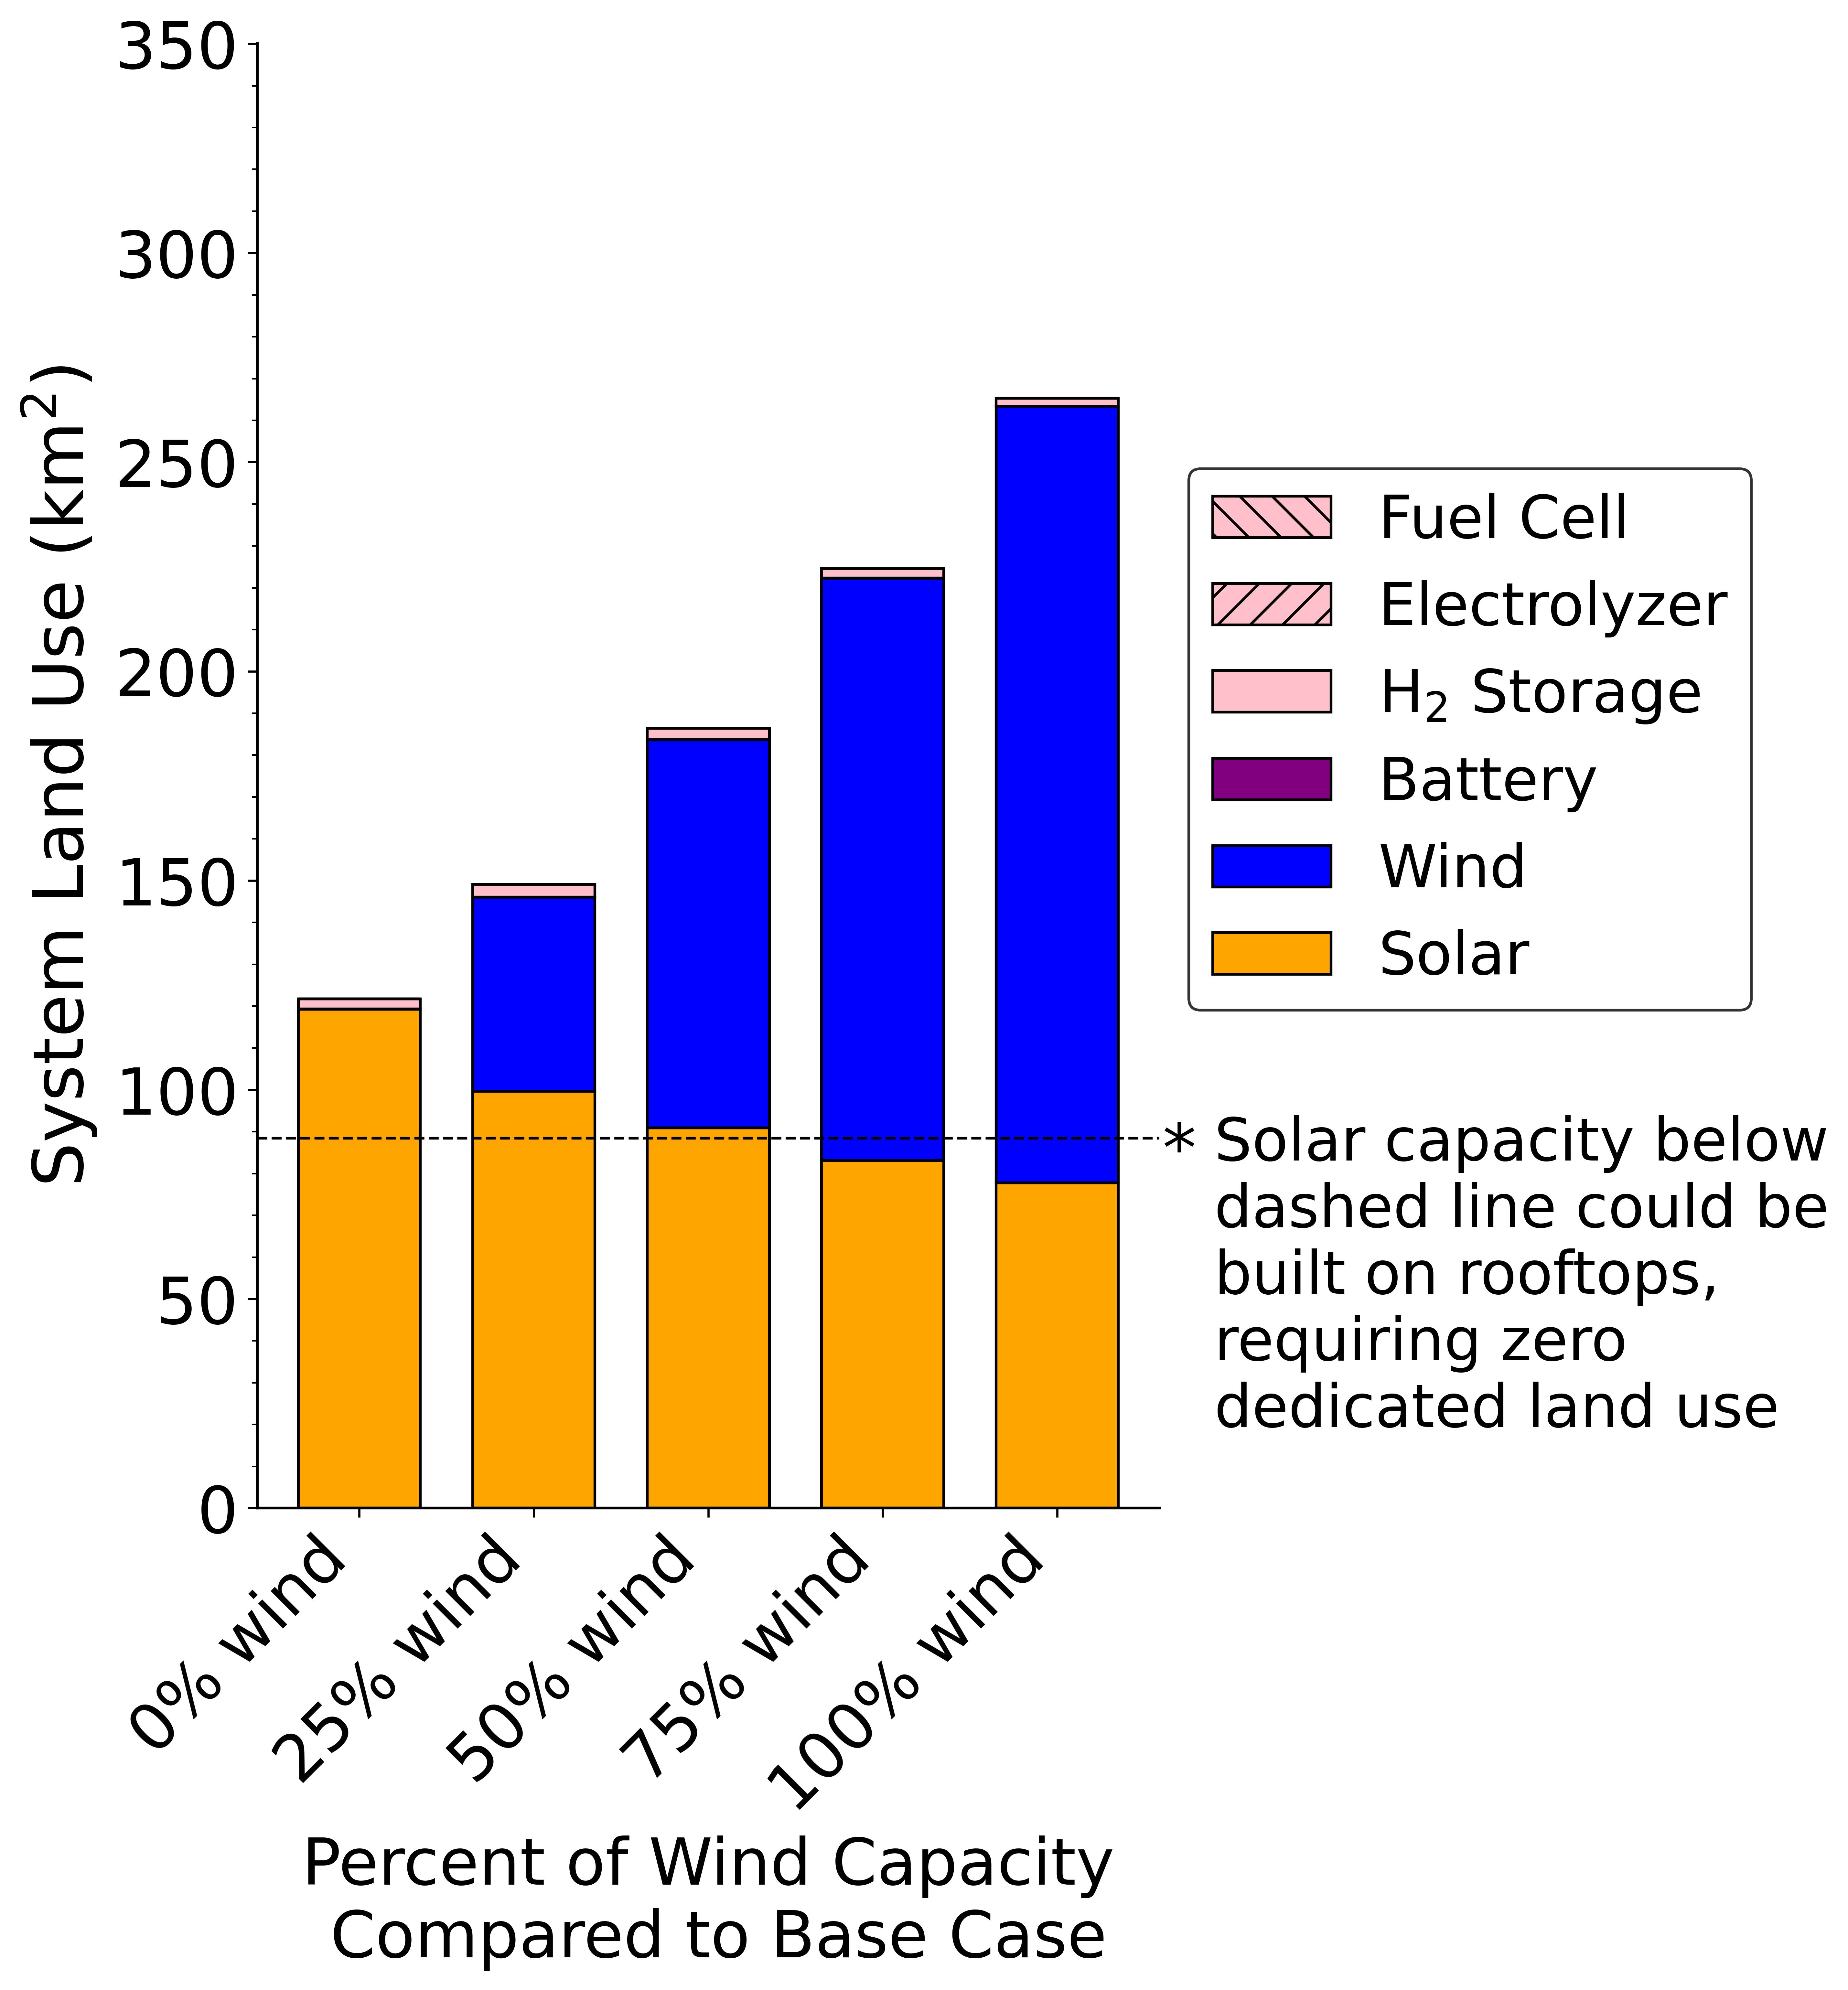 350
300
250
200
150
100
50
0
System Land Use (km²)
Fuel Cell
Electrolyzer
H₂ Storage
Battery
Wind
Solar
* Solar capacity below
dashed line could be
built on rooftops,
requiring zero
dedicated land use
0% wind
25% wind
50% wind
75% wind
100% wind
Percent of Wind Capacity
Compared to Base Case